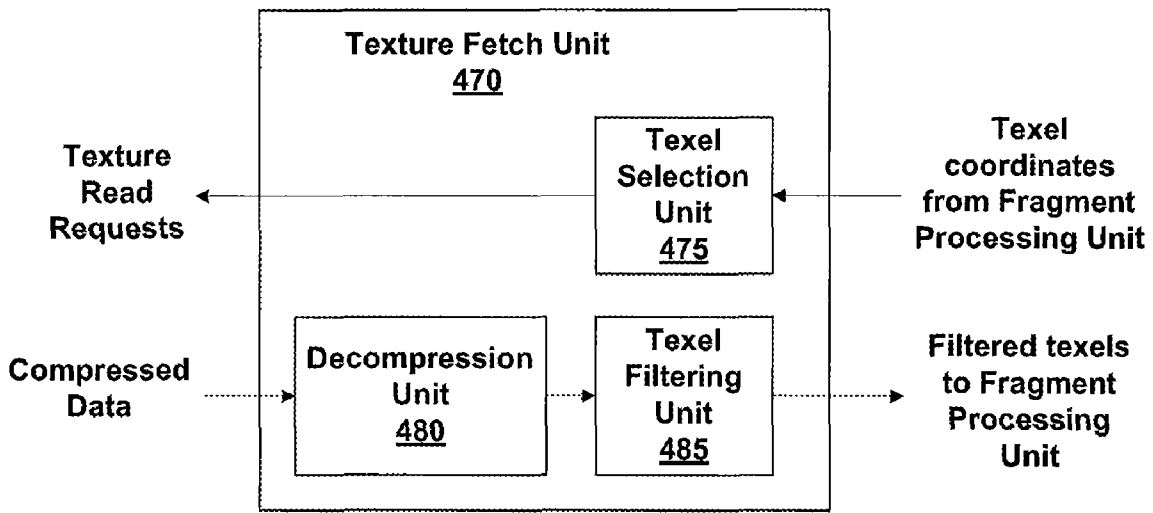 Texture Fetch Unit
470
Texture
Read
Requests
Texel
Selection
Unit
475
Texel
coordinates
from Fragment
Processing Unit
Compressed
Data
Decompression
Unit
480
Texel
Filtering
Unit
485
Filtered texels
to Fragment
Processing
Unit